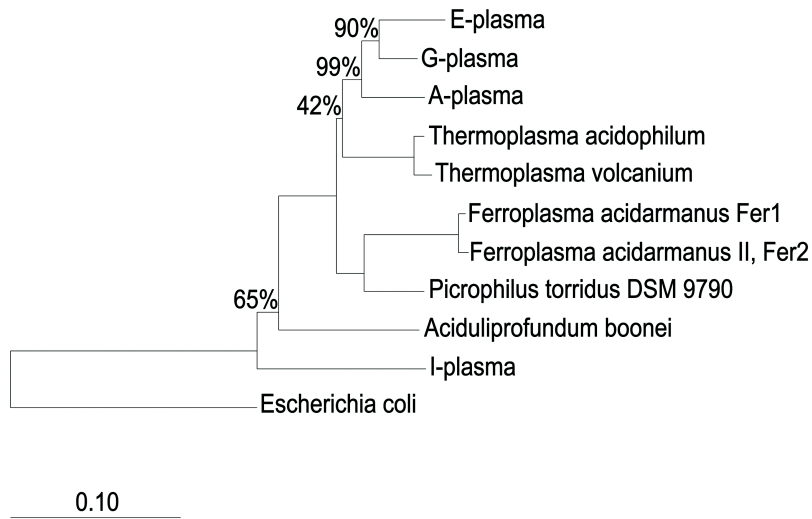 E-plasma
90%
G-plasma
99%
A-plasma
42%
Thermoplasma acidophilum
Thermoplasma volcanium
Ferroplasma acidarmanus Fer1
Ferroplasma acidarmanus II, Fer2
Picrophilus torridus DSM 9790
65%
Aciduliprofundum boonei
I-plasma
Escherichia coli
0.10